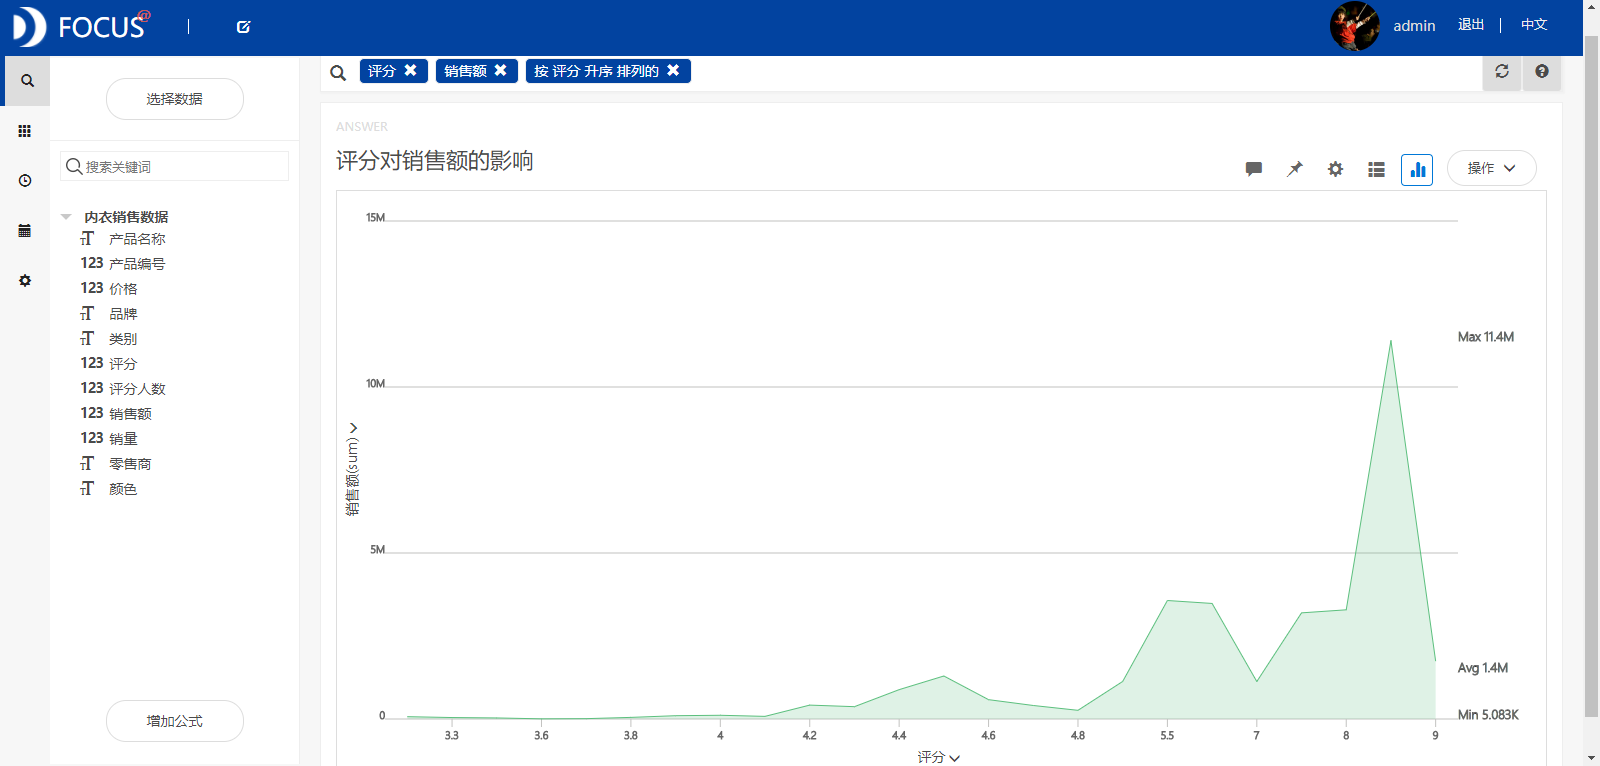 FOCUS@
admin 退出 中文
选择数据
搜索关键词
内衣销售数据
TT 产品名称
123 产品编号
123 价格
TT 品牌
TT 类别
123 评分
123 评分人数
123 销售额
123 销量
TT 零售商
TT 颜色
增加公式
评分 ✖ 销售额 ✖ 按 评分 升序 排列的 ✖
ANSWER
评分对销售额的影响
操作
15M
10M
5M
0
销售额(sum)
Max 11.4M
Avg 1.4M
Min 5.083K
3.3 3.6 3.8 4 4.2 4.4 4.6 4.8 5.5 7 8 9
评分